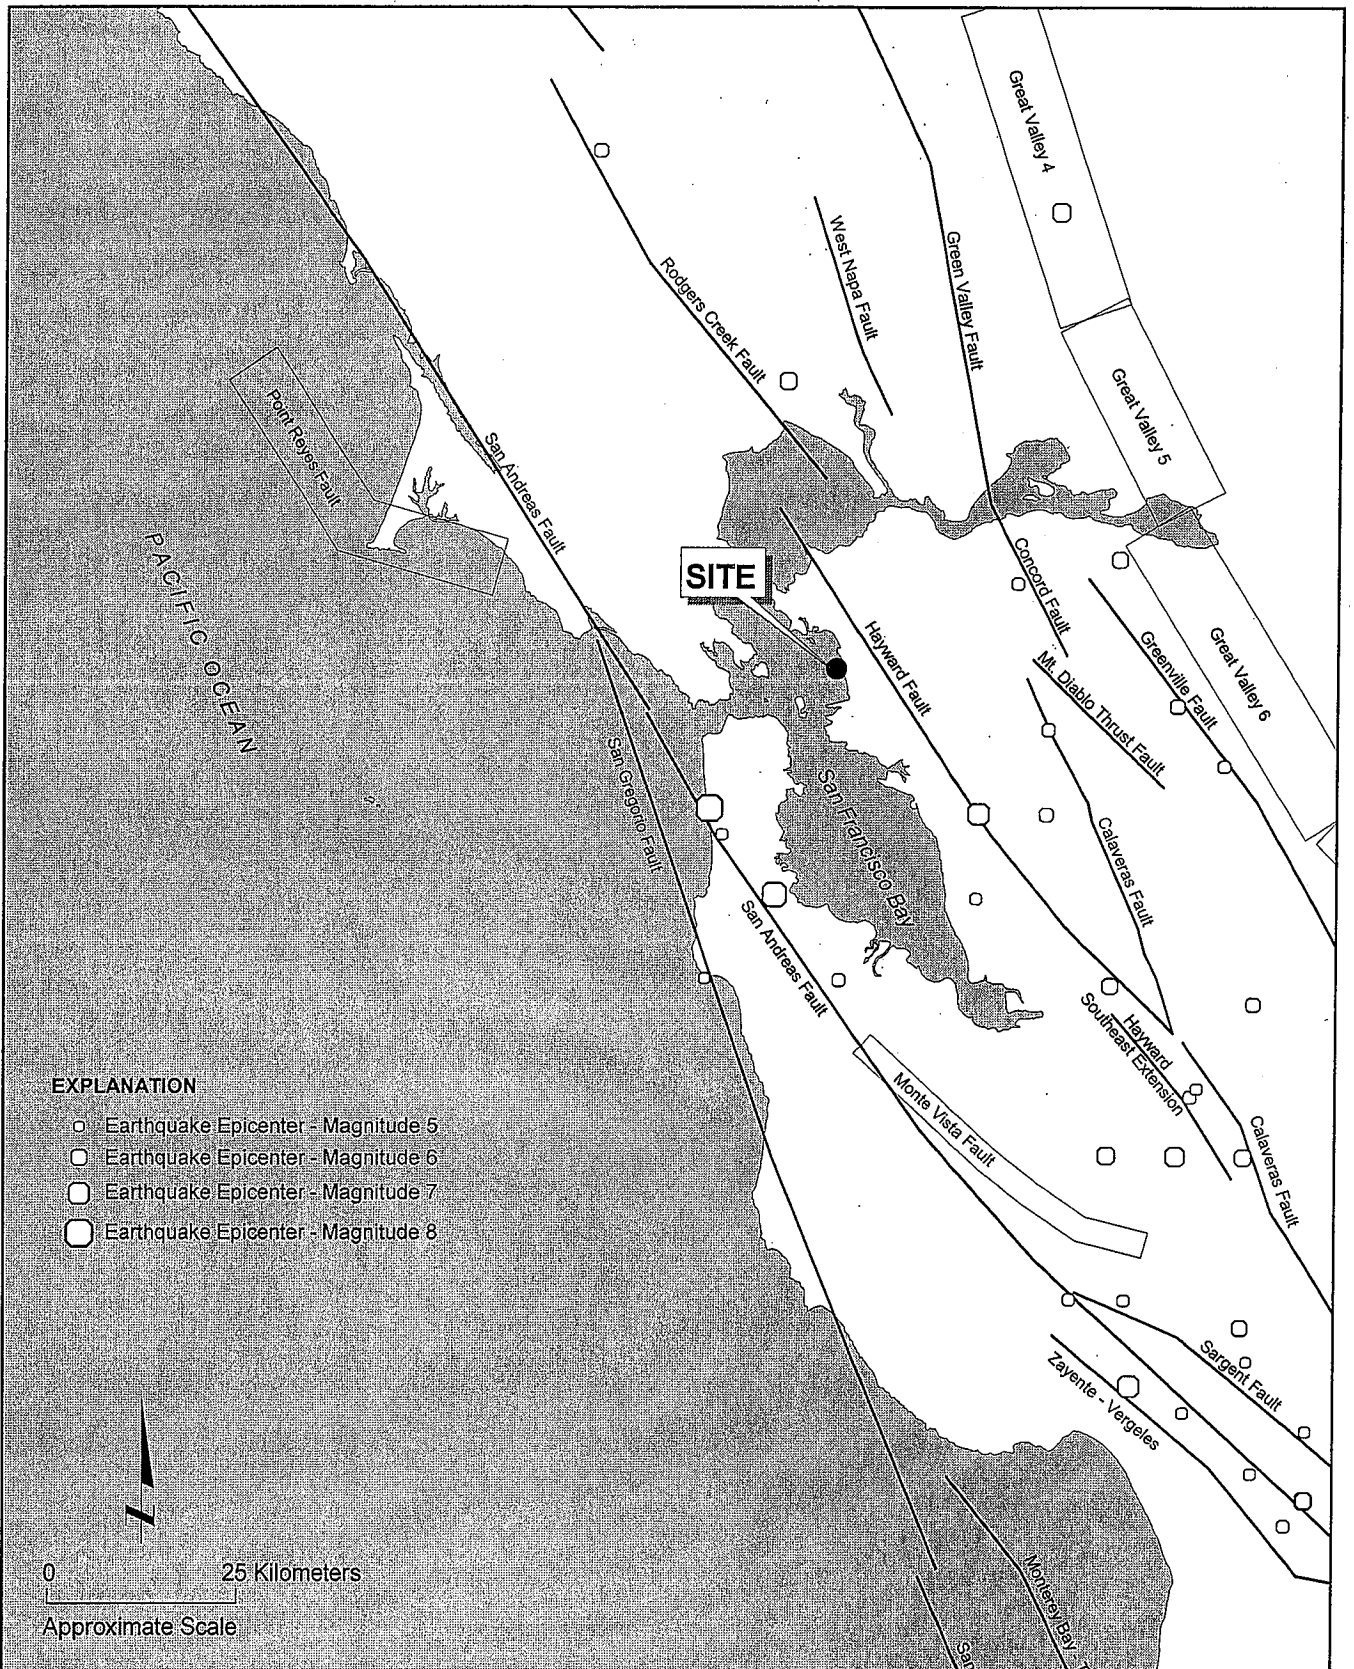 Great Valley 4
West Napa Fault
Green Valley Fault
Rodgers Creek Fault
Great Valley 5
Point Reyes Fault
San Andreas Fault
PACIFIC OCEAN
SITE
Concord Fault
Hayward Fault
Greenville Fault
Great Valley 6
Mt. Diablo Thrust Fault
San Gregorio Fault
San Francisco Bay
Calaveras Fault
San Andreas Fault
Hayward
Southeast Extension
Monte Vista Fault
Calaveras Fault
EXPLANATION
Earthquake Epicenter - Magnitude 5
Earthquake Epicenter - Magnitude 6
Earthquake Epicenter - Magnitude 7
Earthquake Epicenter - Magnitude 8
Sargent Fault
Zayente - Vergeles
Z
0 25 Kilometers
Approximate Scale
Monterey Bay -
San